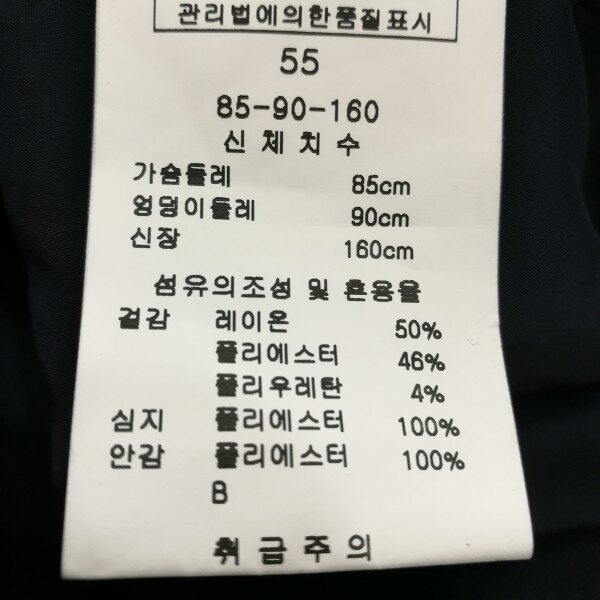 관리법에의한품질표시
55
85-90-160
신체치수
가슴둘레 85cm
엉덩이둘레 90cm
신장 160cm
섬유의조성 및 혼용율
겉감 레이온 50%
폴리에스터 46%
폴리우레탄 4%
심지 폴리에스터 100%
안감 폴리에스터 100%
B
취급주의